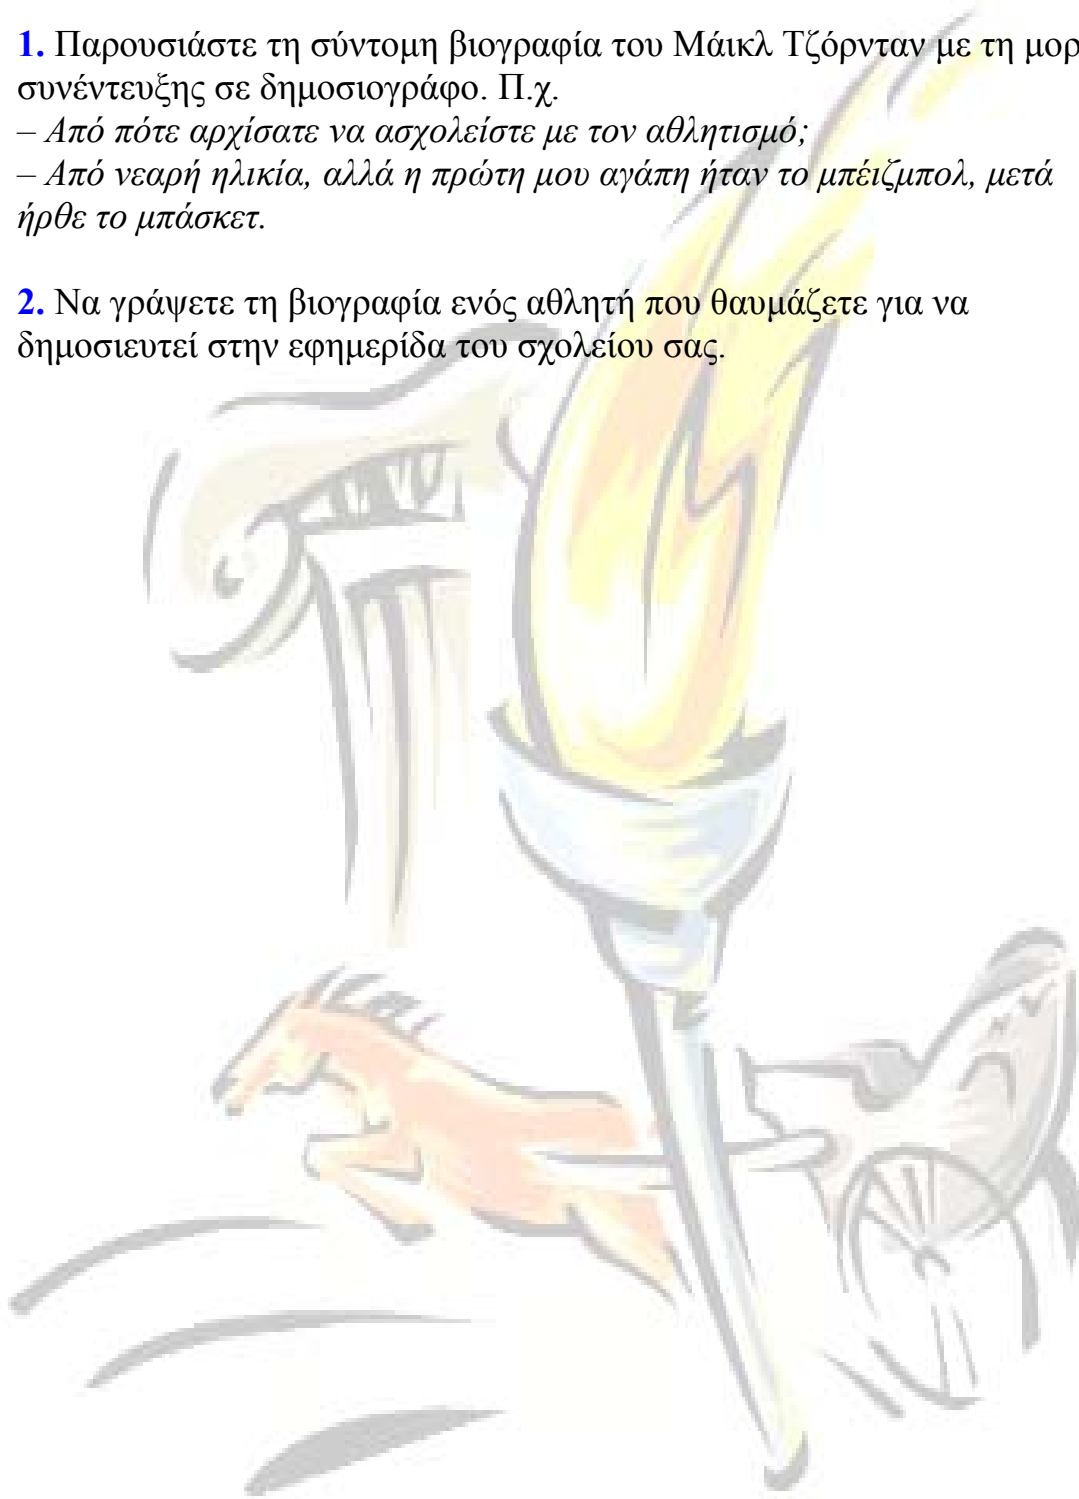 1. Παρουσιάστε τη σύντομη βιογραφία του Μάικλ Τζόρνταν με τη μορ
συνέντευξης σε δημοσιογράφο. Π.χ.
– Από πότε αρχίσατε να ασχολείστε με τον αθλητισμό;
– Από νεαρή ηλικία, αλλά η πρώτη μου αγάπη ήταν το μπέιζμπολ, μετά
ήρθε το μπάσκετ.
2. Να γράψετε τη βιογραφία ενός αθλητή που θαυμάζετε για να
δημοσιευτεί στην εφημερίδα του σχολείου σας.